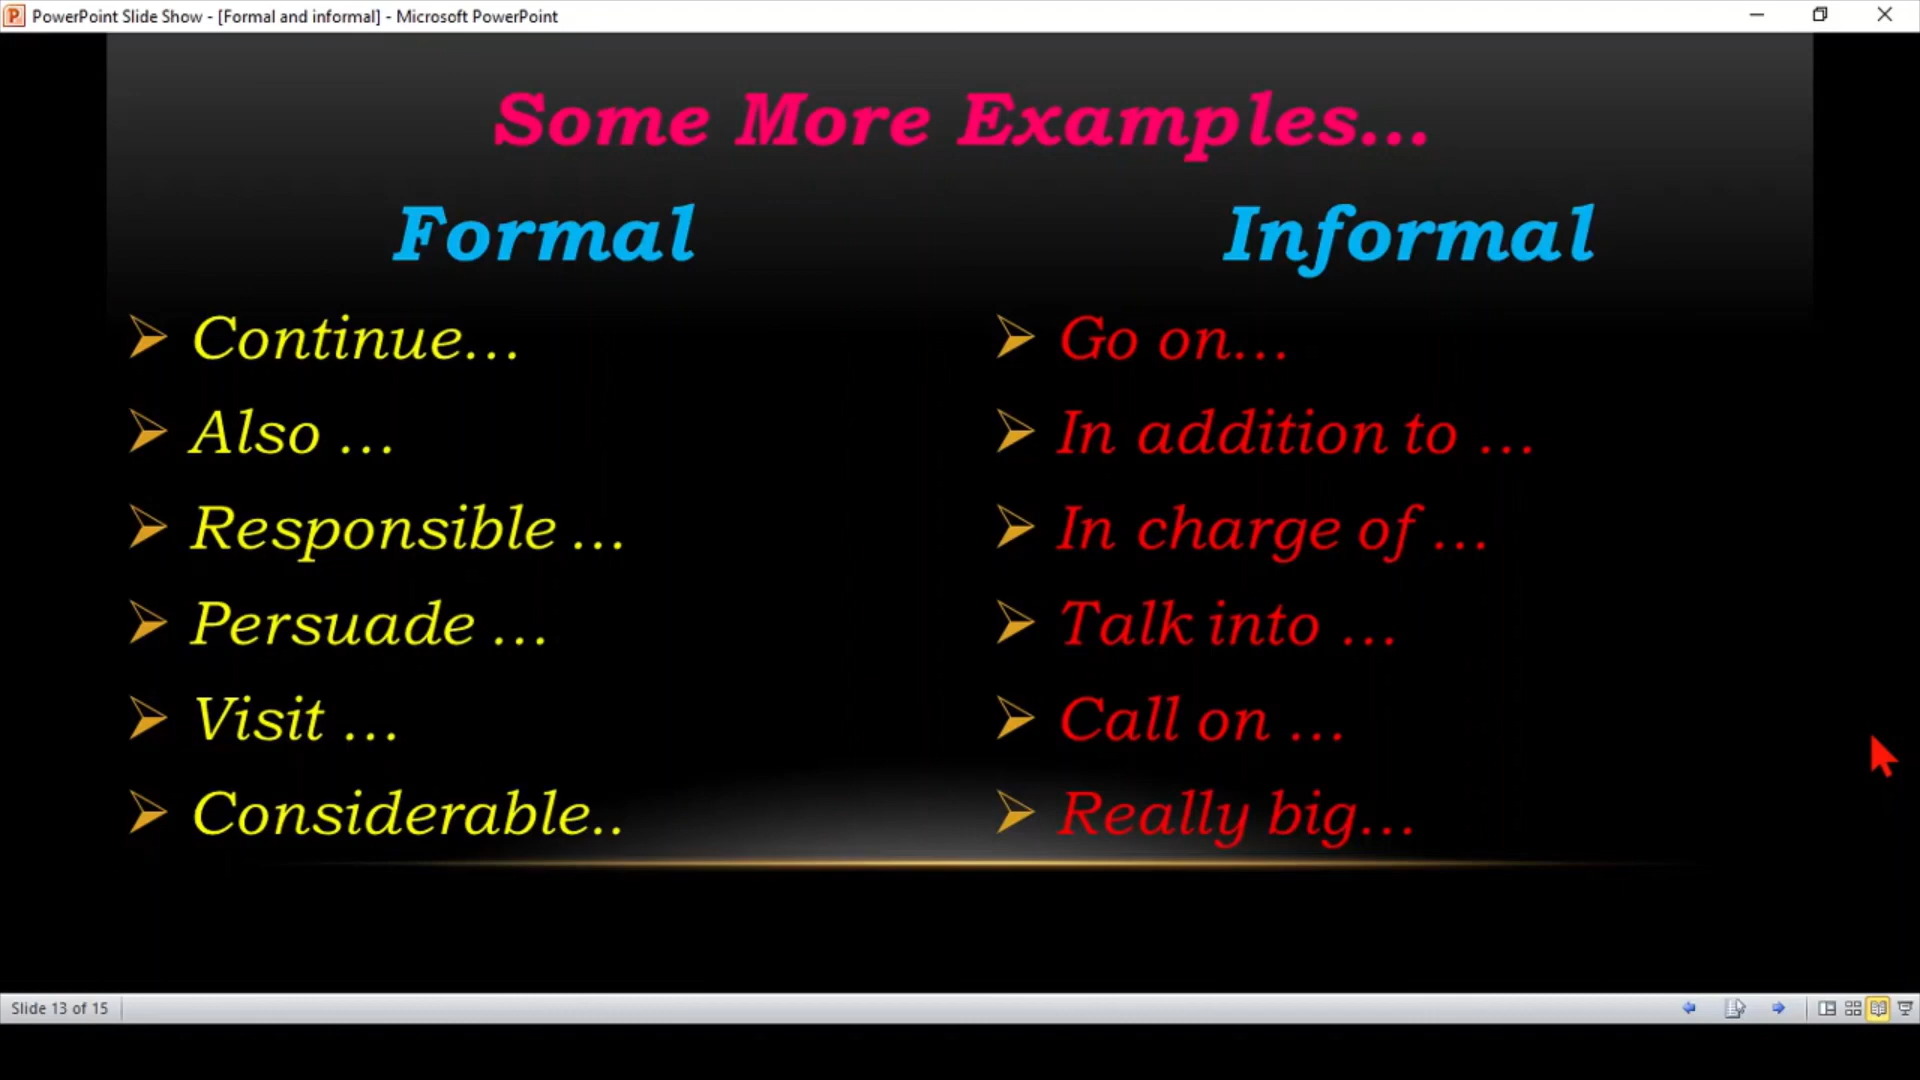 PowerPoint Slide Show - [Formal and informal] - Microsoft PowerPoint
Some More Examples...
Formal
Informal
Continue...
Go on...
Also ...
In addition to ...
Responsible ...
In charge of ...
Persuade ...
Talk into ...
Visit ...
Call on ...
Considerable..
Really big...
Slide 13 of 15